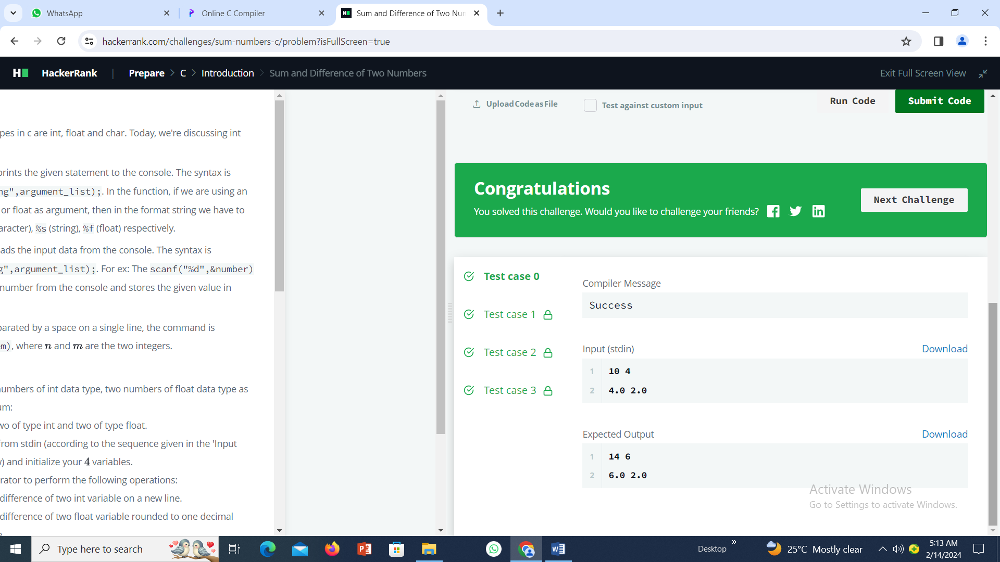 WhatsApp
Online C Compiler
Sum and Difference of Two Nun
hackerrank.com/challenges/sum-numbers-c/problem?isFullScreen=true
HackerRank | Prepare > C > Introduction > Sum and Difference of Two Numbers
Exit Full Screen View
pes in c are int, float and char. Today, we're discussing int
prints the given statement to the console. The syntax is
ng",argument_list);. In the function, if we are using an
or float as argument, then in the format string we have to
aracter), %s (string), %f (float) respectively.
ads the input data from the console. The syntax is
g",argument_list);. For ex: The scanf("%d",&number)
number from the console and stores the given value in
parated by a space on a single line, the command is
m), where n and m are the two integers.
numbers of int data type, two numbers of float data type as
um:
wo of type int and two of type float.
from stdin (according to the sequence given in the 'Input
) and initialize your 4 variables.
rator to perform the following operations:
difference of two int variable on a new line.
difference of two float variable rounded to one decimal
Upload Code as File
Test against custom input
Run Code
Submit Code
Congratulations
You solved this challenge. Would you like to challenge your friends?
Next Challenge
Test case 0
Test case 1
Test case 2
Test case 3
Compiler Message
Success
Input (stdin)
Download
1 10 4
2 4.0 2.0
Expected Output
Download
1 14 6
2 6.0 2.0
Activate Windows
Go to Settings to activate Windows.
Type here to search
Desktop
25°C Mostly clear
5:13 AM
2/14/2024